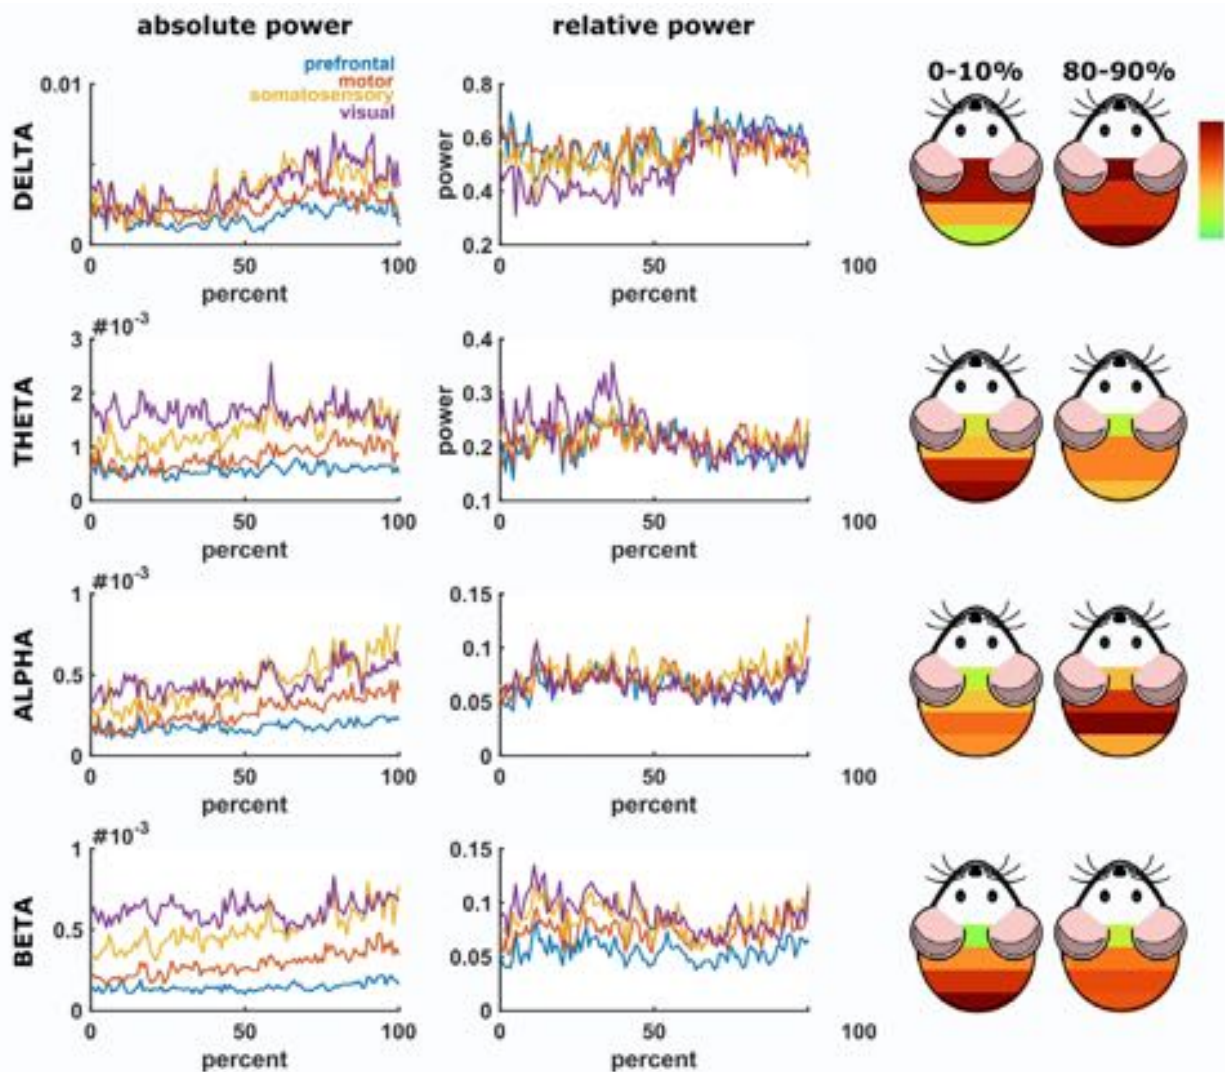 absolute power
relative power
prefrontal
motor
somatosensory
visual
0-10%
80-90%
DELTA
0.01
0
0 50 100
percent
power
0.8
0.6
0.4
0.2
0 50 100
percent
THETA
#10-3
3
2
1
0
0 50 100
percent
power
0.4
0.3
0.2
0.1
0 50 100
percent
ALPHA
#10-3
1
0.5
0
0 50 100
percent
0.15
0.1
0.05
0
0 50 100
percent
BETA
#10-3
1
0.5
0
0 50 100
percent
0.15
0.1
0.05
0
0 50 100
percent